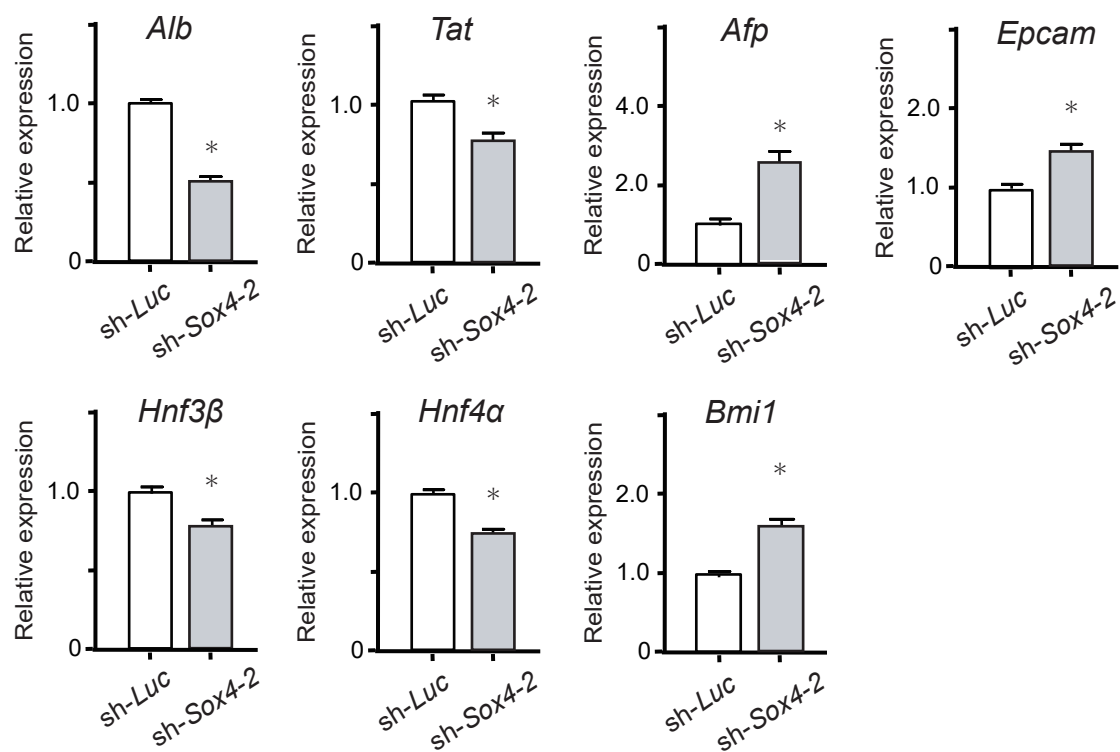 Alb
Relative expression
1.0
*
0
sh-Luc
sh-Sox4-2
Tat
Relative expression
1.0
*
0
sh-Luc
sh-Sox4-2
Afp
Relative expression
4.0
*
2.0
0
sh-Luc
sh-Sox4-2
Epcam
Relative expression
2.0
*
1.0
0
sh-Luc
sh-Sox4-2
Hnf3β
Relative expression
1.0
*
0
sh-Luc
sh-Sox4-2
Hnf4α
Relative expression
1.0
*
0
sh-Luc
sh-Sox4-2
Bmi1
Relative expression
*
2.0
1.0
0
sh-Luc
sh-Sox4-2